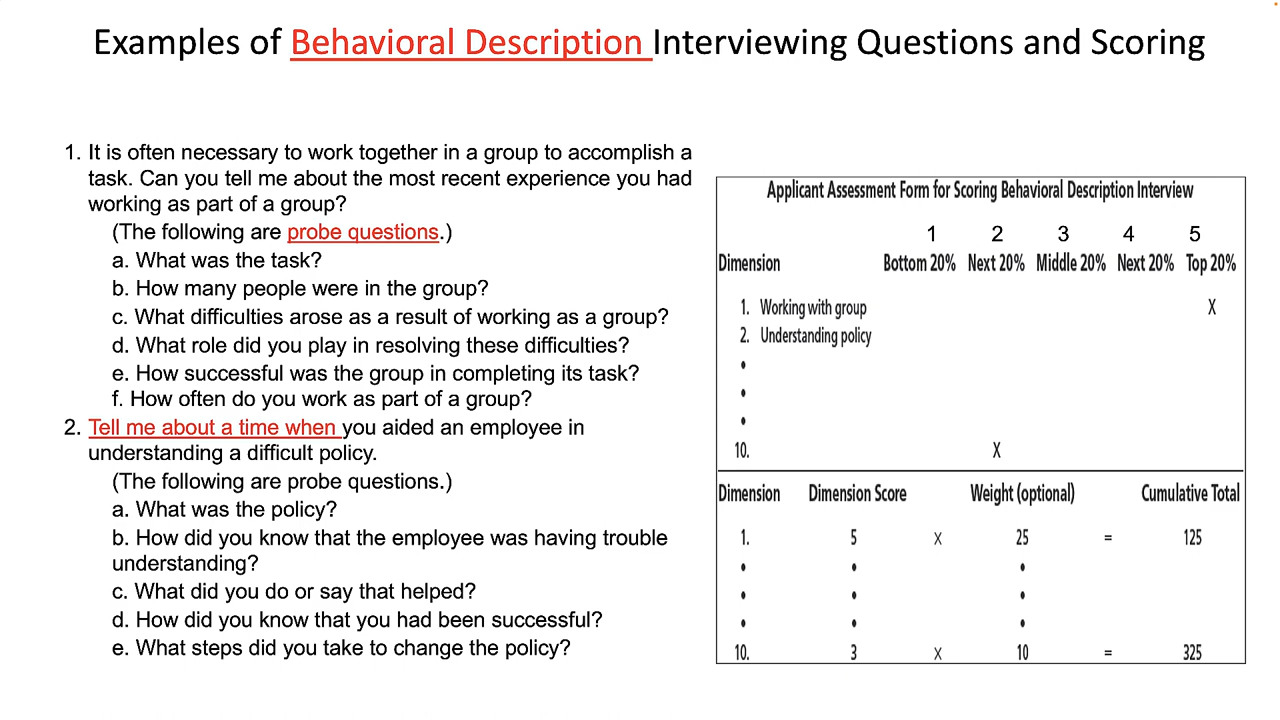 Examples of Behavioral Description Interviewing Questions and Scoring
1. It is often necessary to work together in a group to accomplish a
task. Can you tell me about the most recent experience you had
working as part of a group?
(The following are probe questions.)
a. What was the task?
b. How many people were in the group?
c. What difficulties arose as a result of working as a group?
d. What role did you play in resolving these difficulties?
e. How successful was the group in completing its task?
f. How often do you work as part of a group?
2. Tell me about a time when you aided an employee in
understanding a difficult policy.
(The following are probe questions.)
a. What was the policy?
b. How did you know that the employee was having trouble
understanding?
c. What did you do or say that helped?
d. How did you know that you had been successful?
e. What steps did you take to change the policy?
Applicant Assessment Form for Scoring Behavioral Description Interview
1 2 3 4 5
Dimension Bottom 20% Next 20% Middle 20% Next 20% Top 20%
1. Working with group X
2. Understanding policy
•
•
•
10. X
Dimension Dimension Score Weight (optional) Cumulative Total
1. 5 X 25 = 125
• • •
• • •
• • •
10. 3 X 10 = 325